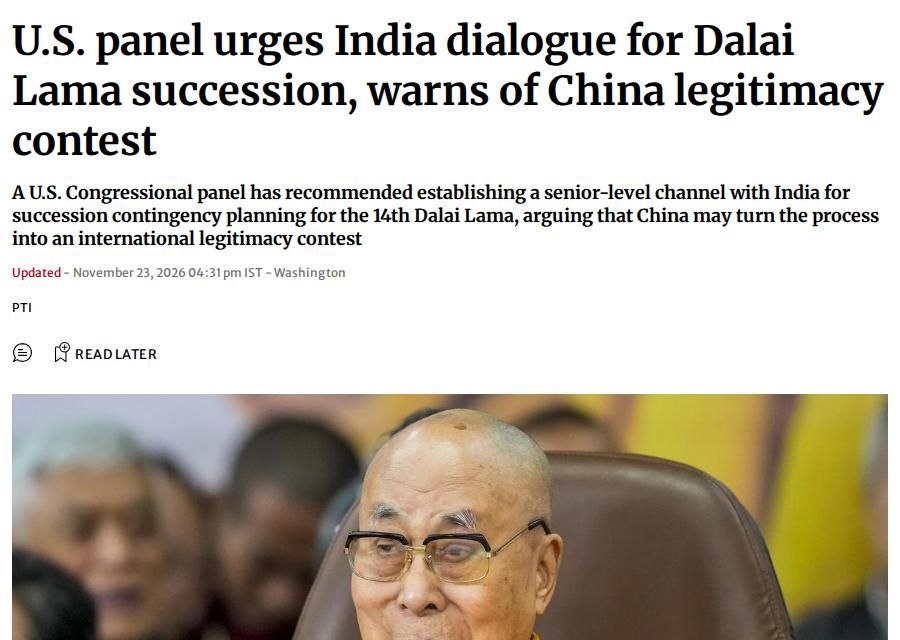 U.S. panel urges India dialogue for Dalai
Lama succession, warns of China legitimacy
contest
A U.S. Congressional panel has recommended establishing a senior-level channel with India for
succession contingency planning for the 14th Dalai Lama, arguing that China may turn the process
into an international legitimacy contest
Updated - November 23, 2026 04:31 pm IST - Washington
PTI
READ LATER